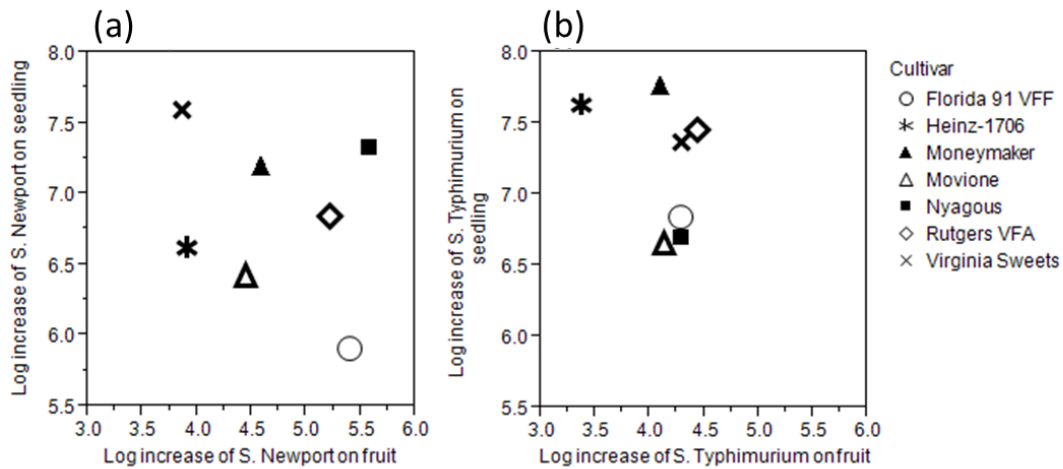 (a)
(b)
Log increase of S. Newport on seedling
8.0
7.5
7.0
6.5
6.0
5.5
3.0 3.5 4.0 4.5 5.0 5.5 6.0
Log increase of S. Newport on fruit
Log increase of S. Typhimurium on
seedling
8.0
7.5
7.0
6.5
6.0
5.5
3.0 3.5 4.0 4.5 5.0 5.5 6.0
Log increase of S. Typhimurium on fruit
Cultivar
Florida 91 VFF
Heinz-1706
Moneymaker
Movione
Nyagous
Rutgers VFA
Virginia Sweets